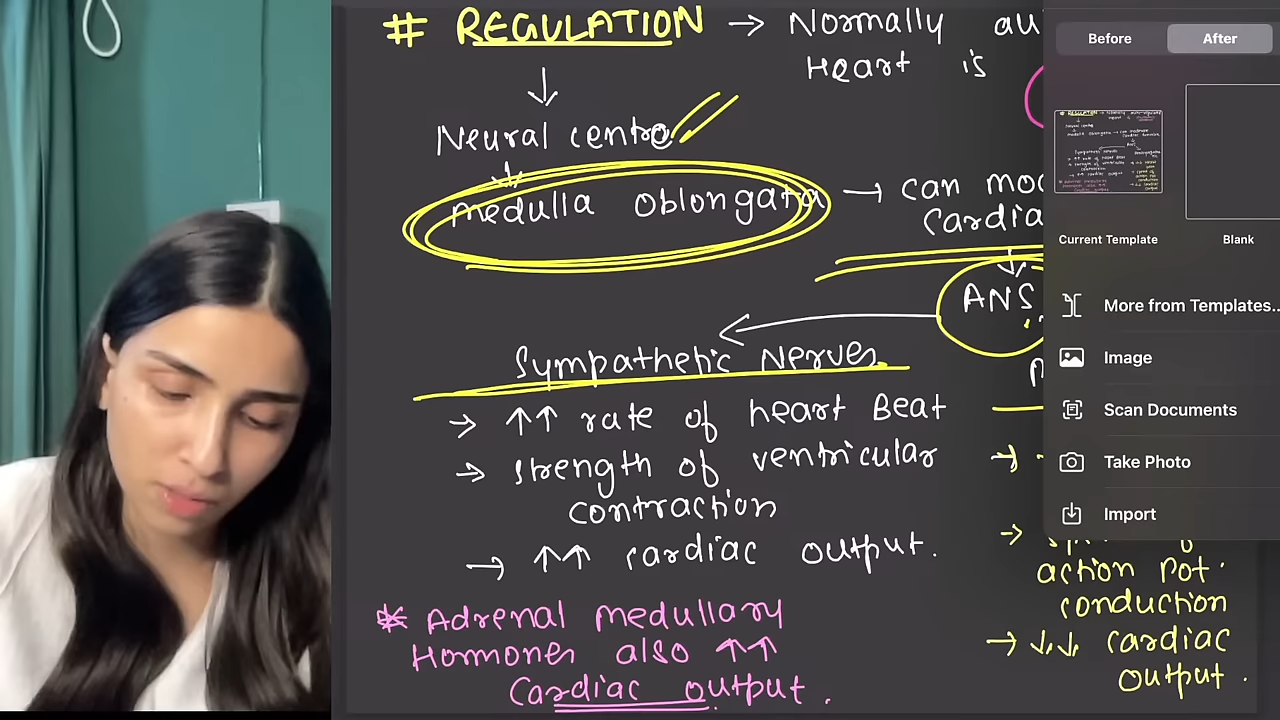 # REGULATION → Normally au
Heart is
↓
Neural centre
↓
medulla oblongata → can mod
cardia
↓
ANS
Sympathetic Nerves
→ ↑↑ rate of heart Beat
→ strength of ventricular
contraction
→ ↑↑ cardiac output.
* Adrenal medullary
Hormones also ↑↑
Cardiac output.
→
→
action pot.
conduction
→ ↓↓ cardiac
output.
Before
After
Current Template
Blank
More from Templates...
Image
Scan Documents
Take Photo
Import